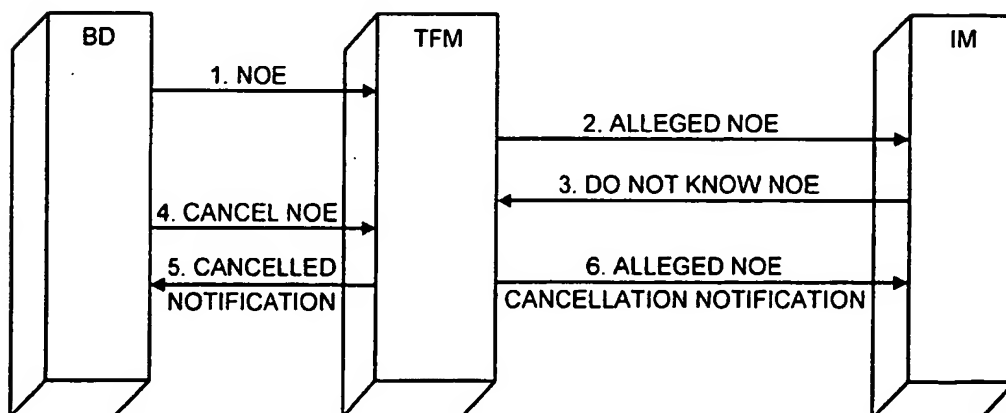 BD
TFM
IM
1. NOE
2. ALLEGED NOE
3. DO NOT KNOW NOE
4. CANCEL NOE
5. CANCELLED
NOTIFICATION
6. ALLEGED NOE
CANCELLATION NOTIFICATION